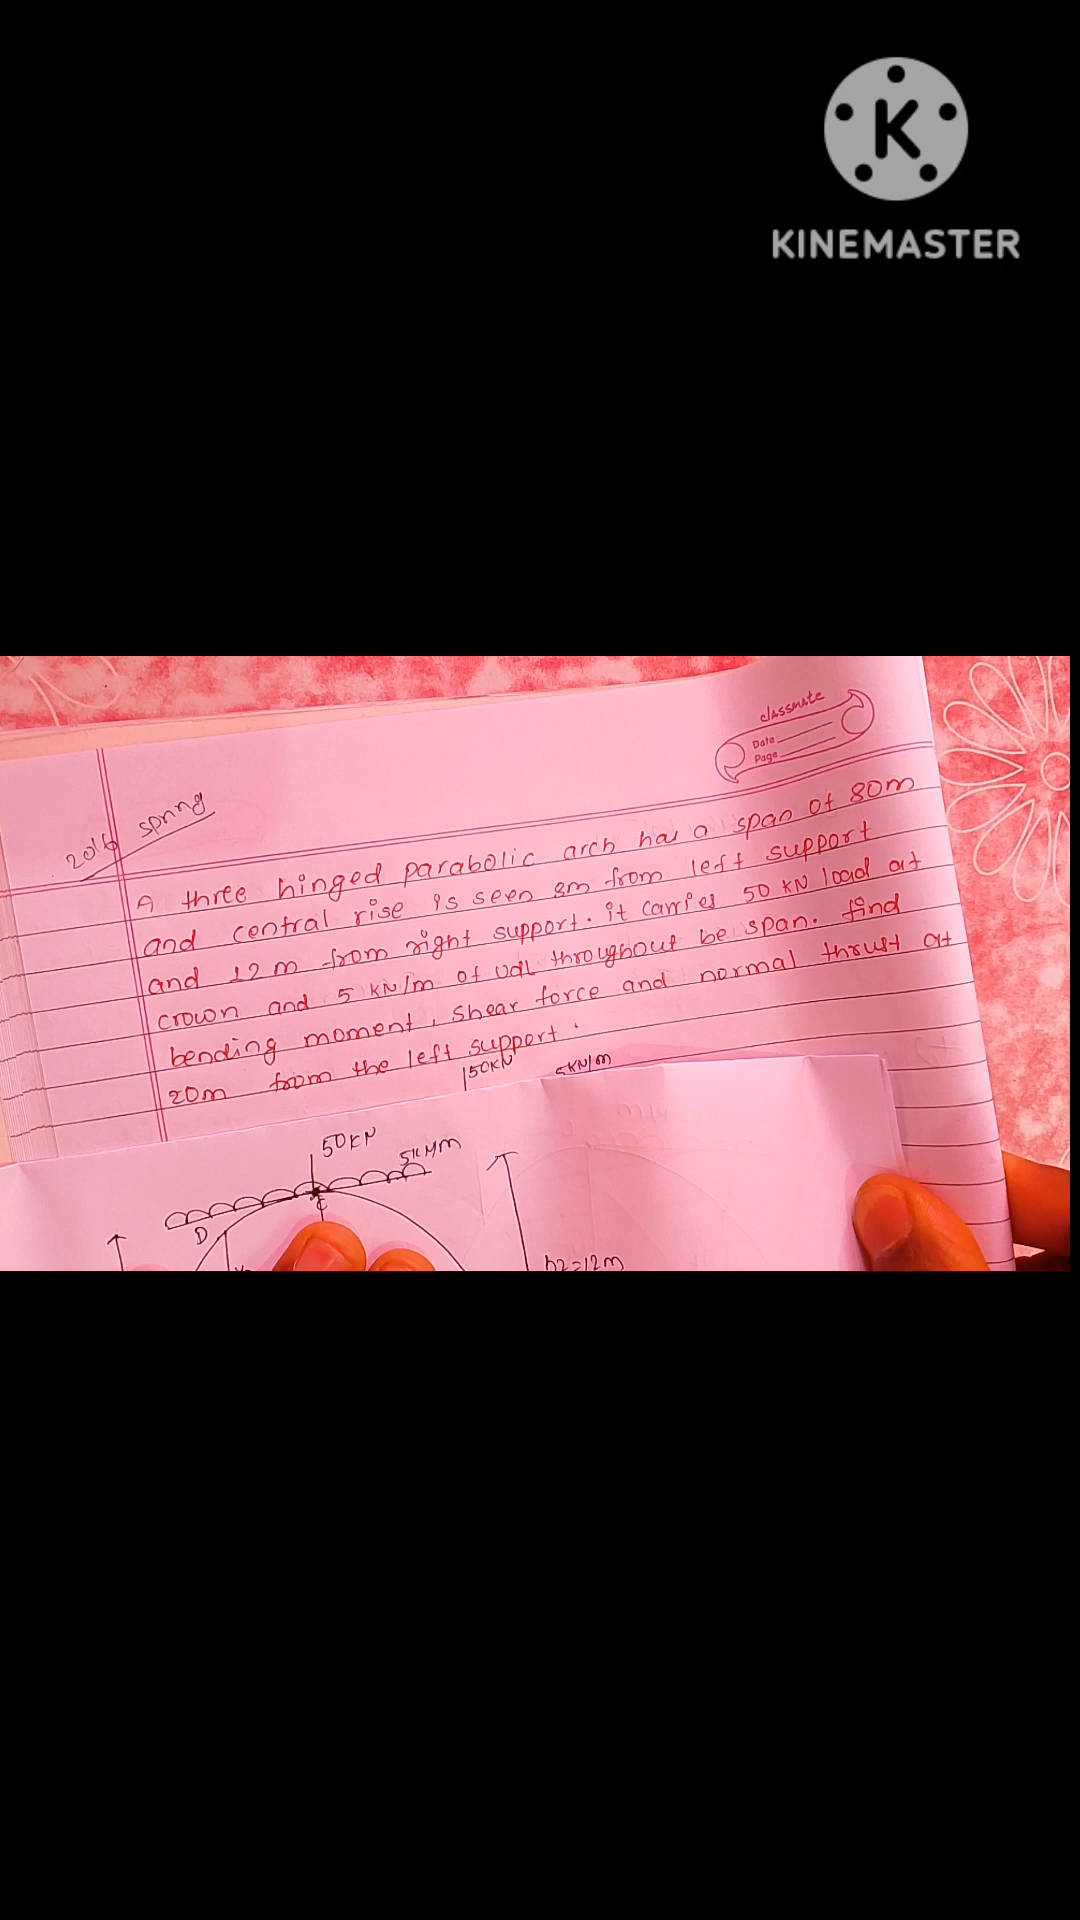 KINEMASTER
classmate
Date
Page
2016 spring
A three hinged parabolic arch has a span of 80m
and central rise is seen 8m from left support
and 12 m from right support. it carries 50 KN load at
crown and 5 KN/m of udl throughout be span. find
bending moment, shear force and normal thrust at
20m from the left support.
50KN 5KN/m
50KN
5KN/m
D
C
h2=12m